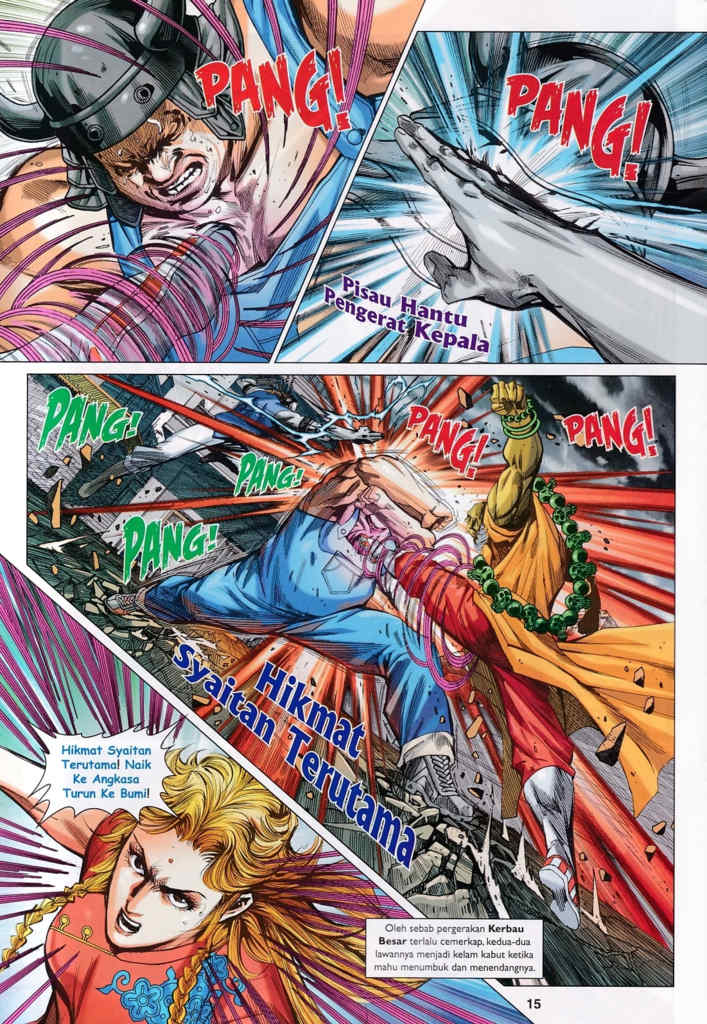 PANG!
PANG!
Pisau Hantu
Pengerat Kepala
PANG!
PANG!
PANG!
PANG!
PANG!
Hikmat
Syaitan Terutama
Hikmat Syaitan
Terutama! Naik
Ke Angkasa
Turun Ke Bumi!
Oleh sebab pergerakan Kerbau
Besar terlalu cemerkap, kedua-dua
lawannya menjadi kelam kabut ketika
mahu menumbuk dan menendangnya.
15